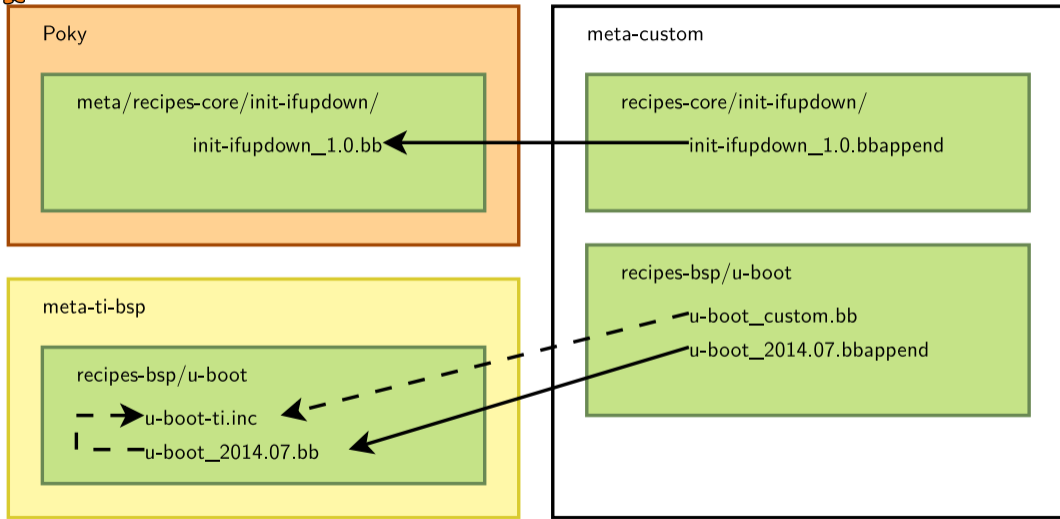 Poky
meta/recipes-core/init-ifupdown/
init-ifupdown_1.0.bb
meta-ti-bsp
recipes-bsp/u-boot
u-boot-ti.inc
u-boot_2014.07.bb
meta-custom
recipes-core/init-ifupdown/
init-ifupdown_1.0.bbappend
recipes-bsp/u-boot
u-boot_custom.bb
u-boot_2014.07.bbappend